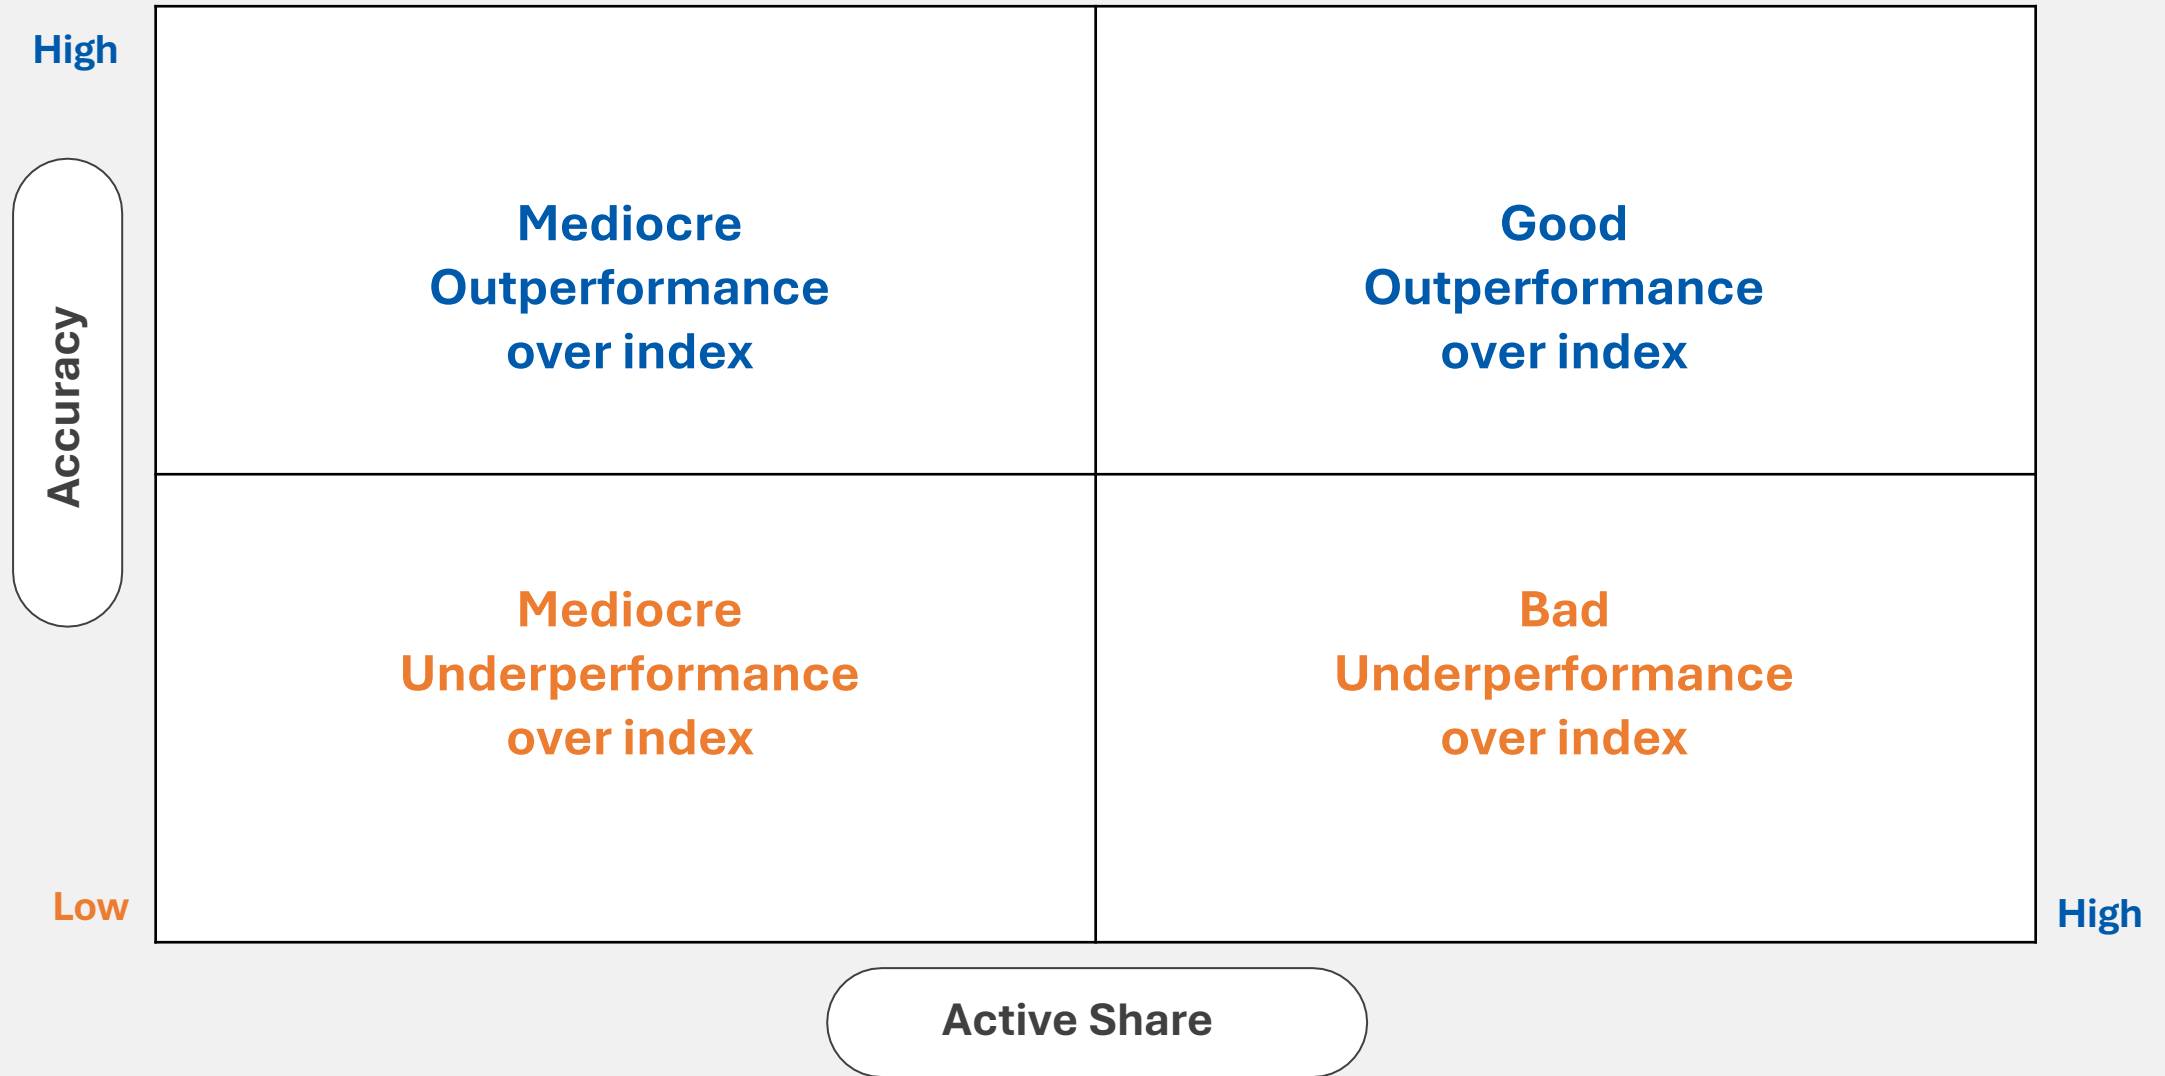 High
Accuracy
Mediocre
Outperformance
over index
Good
Outperformance
over index
Mediocre
Underperformance
over index
Bad
Underperformance
over index
Low
High
Active Share